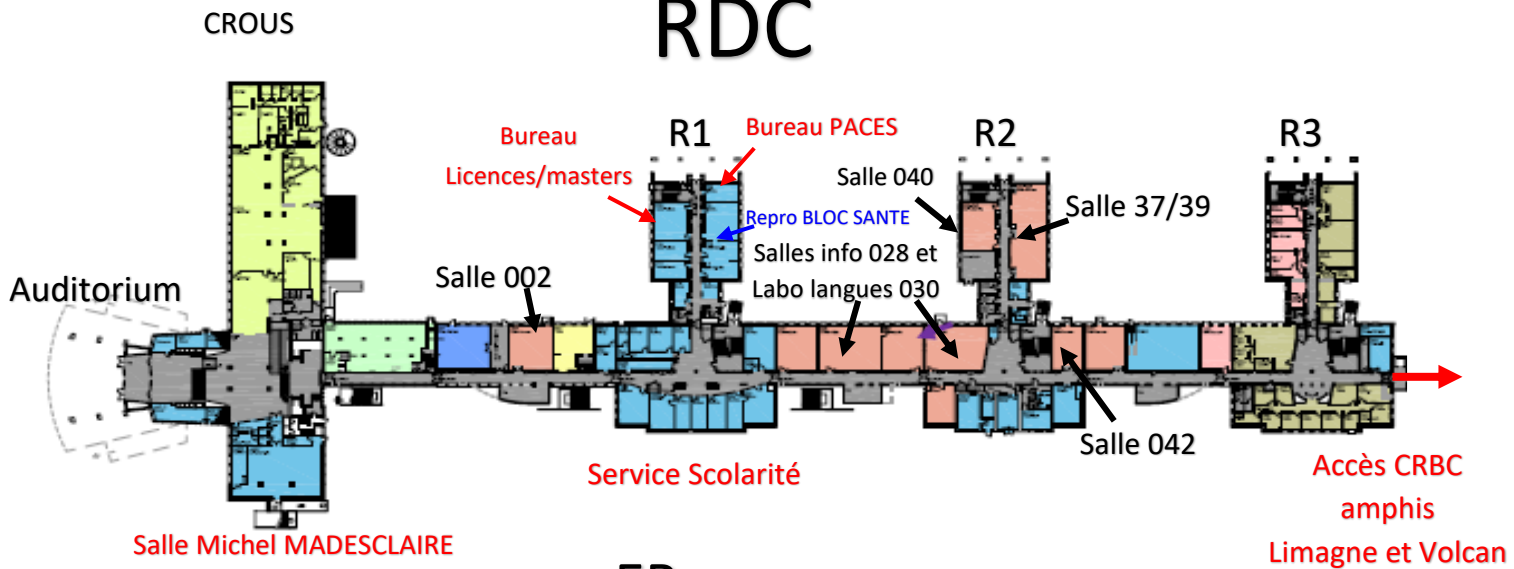 RDC
CROUS
Bureau
Licences/masters
R1
Bureau PACES
R2
R3
Salle 040
Salle 37/39
Repro BLOC SANTE
Salles info 028 et
Labo langues 030
Salle 002
Auditorium
Salle 042
Service Scolarité
Accès CRBC
amphis
Limagne et Volcan
Salle Michel MADESCLAIRE